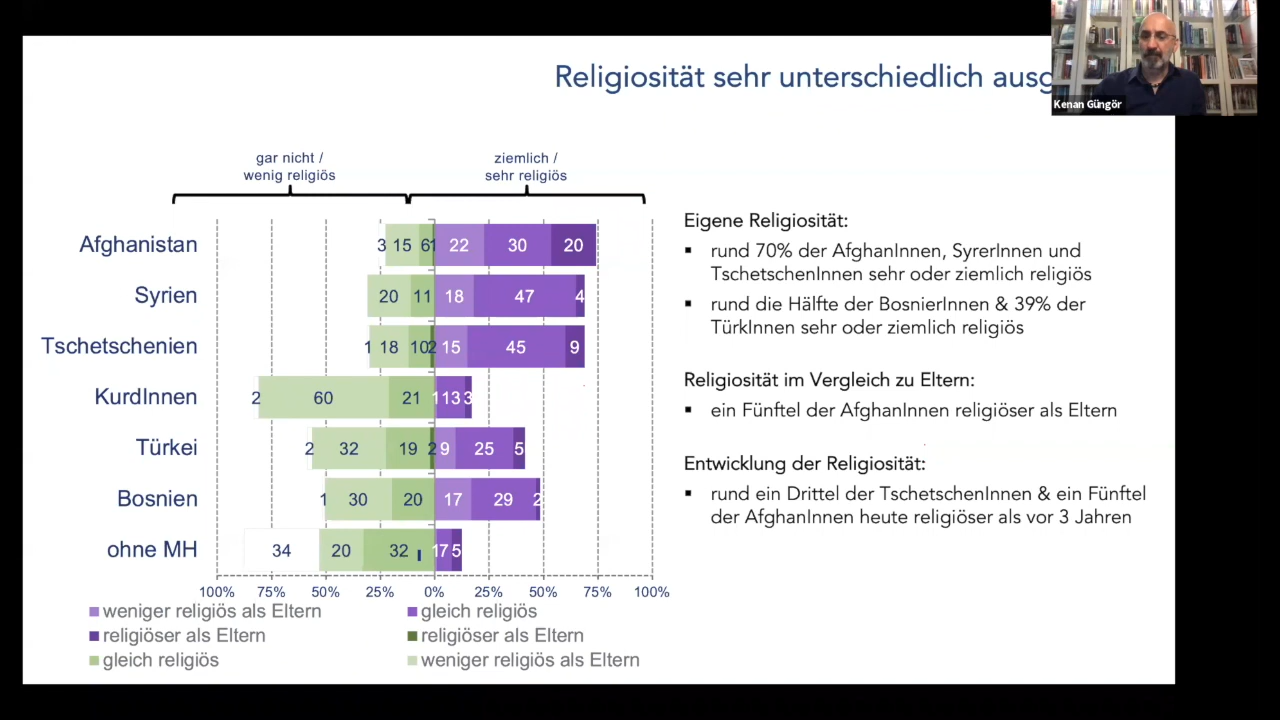 Religiosität sehr unterschiedlich ausg
Kenan Güngör
gar nicht /
wenig religiös
ziemlich /
sehr religiös
Afghanistan 3 15 6 1 22 30 20
Syrien 20 11 18 47 4
Tschetschenien 1 18 10 2 15 45 9
KurdInnen 2 60 21 1 13 3
Türkei 2 32 19 2 9 25 5
Bosnien 1 30 20 17 29 2
ohne MH 34 20 32 1 7 5
100% 75% 50% 25% 0% 25% 50% 75% 100%
weniger religiös als Eltern
gleich religiös
religiöser als Eltern
religiöser als Eltern
gleich religiös
weniger religiös als Eltern
Eigene Religiosität:
▪ rund 70% der AfghanInnen, SyrerInnen und
TschetschenInnen sehr oder ziemlich religiös
▪ rund die Hälfte der BosnierInnen & 39% der
TürkInnen sehr oder ziemlich religiös
Religiosität im Vergleich zu Eltern:
▪ ein Fünftel der AfghanInnen religiöser als Eltern
Entwicklung der Religiosität:
▪ rund ein Drittel der TschetschenInnen & ein Fünftel
der AfghanInnen heute religiöser als vor 3 Jahren